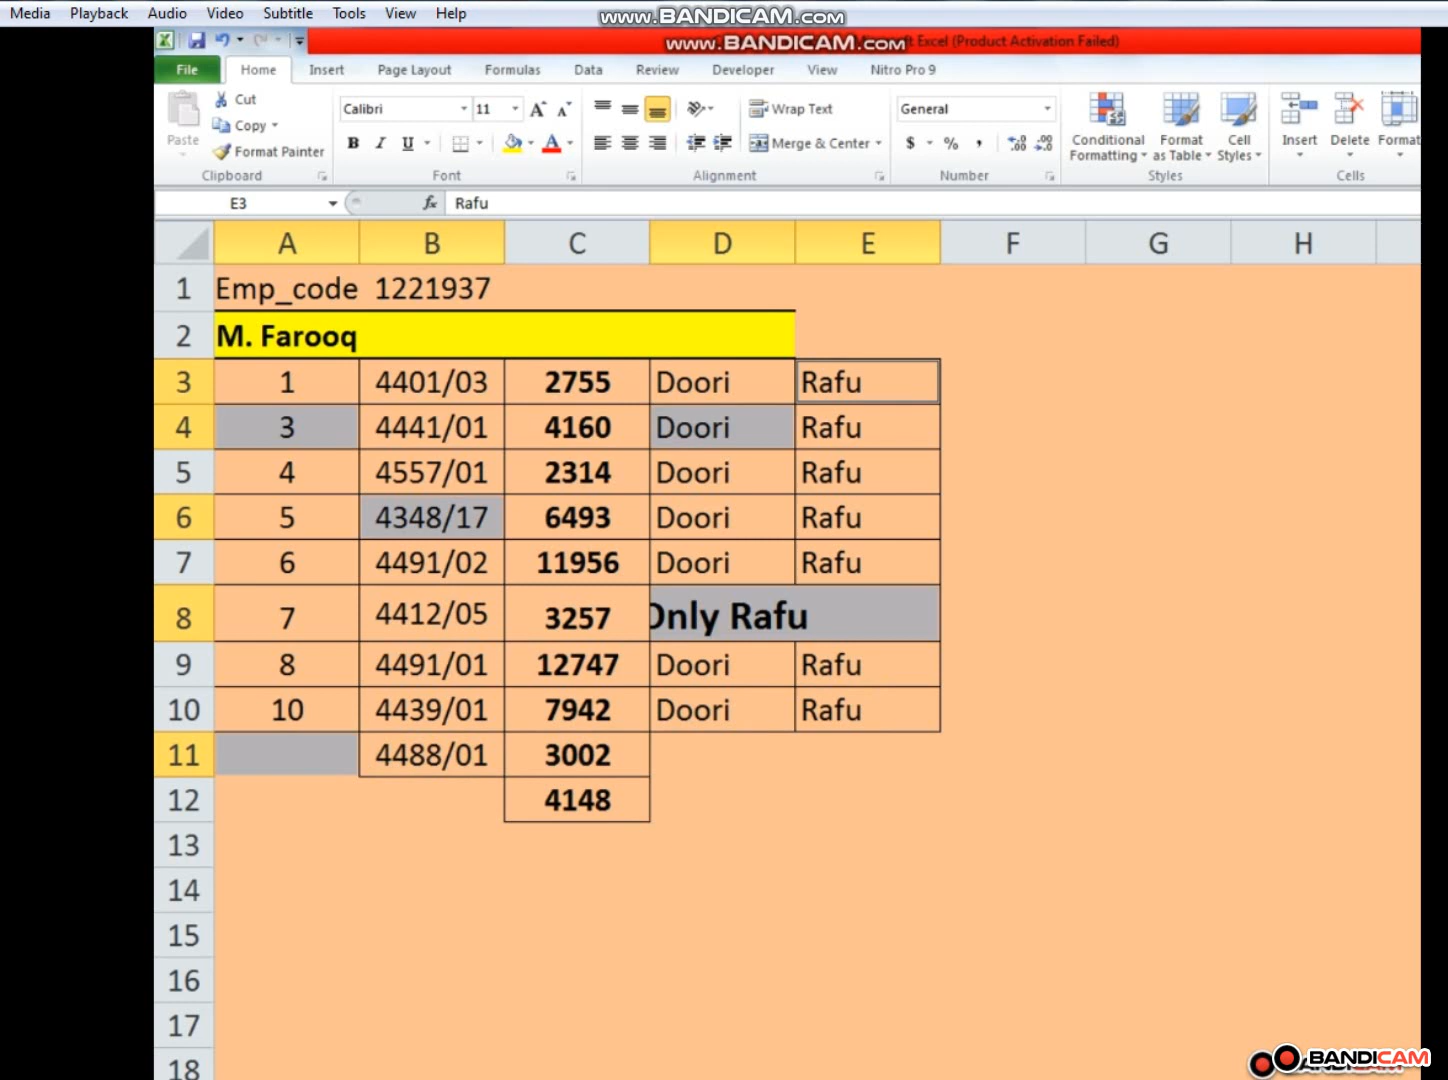 Media Playback Audio Video Subtitle Tools View Help
www.BANDICAM.com
www.BANDICAM.com
Excel (Product Activation Failed)
File Home Insert Page Layout Formulas Data Review Developer View Nitro Pro 9
Paste
Cut
Copy
Format Painter
Clipboard
Calibri 11
B I U A
Font
Wrap Text
Merge & Center
Alignment
General
$ % ,
Number
Conditional Formatting
Format as Table
Cell Styles
Styles
Insert Delete Format
Cells
E3 fx Rafu
A B C D E F G H
1 Emp_code 1221937
2 M. Farooq
3 1 4401/03 2755 Doori Rafu
4 3 4441/01 4160 Doori Rafu
5 4 4557/01 2314 Doori Rafu
6 5 4348/17 6493 Doori Rafu
7 6 4491/02 11956 Doori Rafu
8 7 4412/05 3257 Only Rafu
9 8 4491/01 12747 Doori Rafu
10 10 4439/01 7942 Doori Rafu
11 4488/01 3002
12 4148
13
14
15
16
17
18
BANDICAM